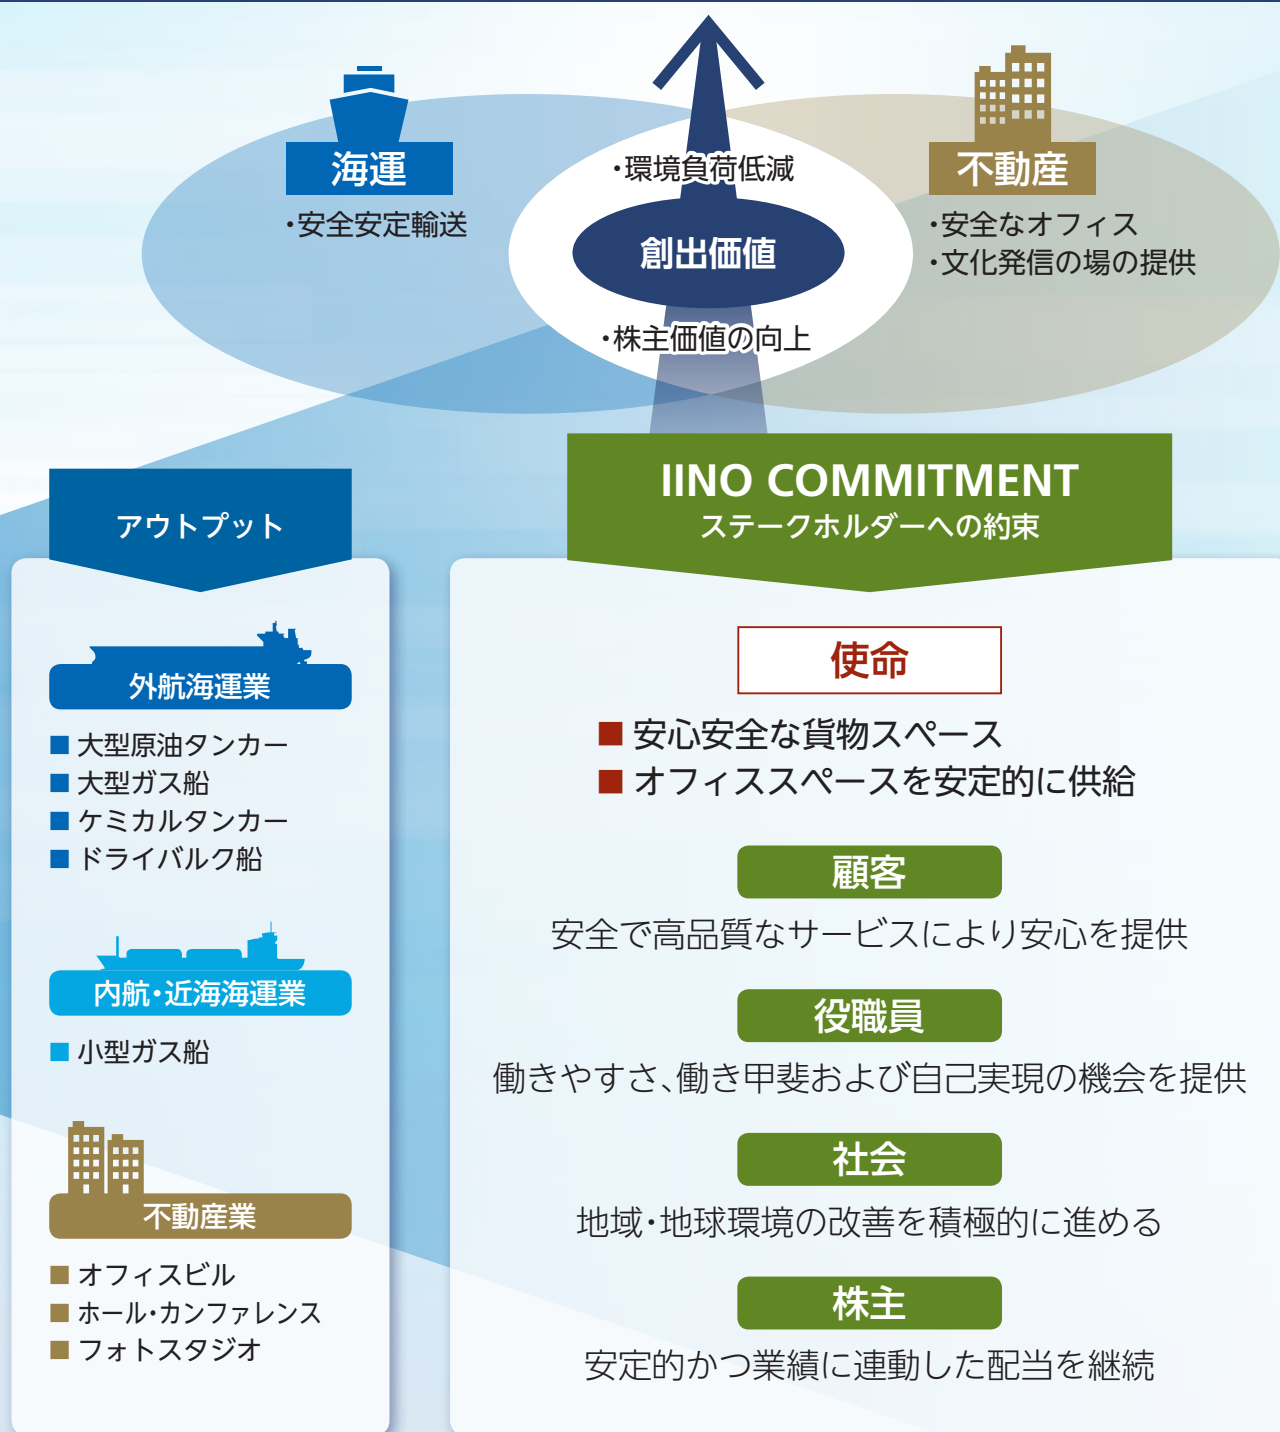 海運
・安全安定輸送
・環境負荷低減
創出価値
・株主価値の向上
不動産
・安全なオフィス
・文化発信の場の提供
アウトプット
外航海運業
■ 大型原油タンカー
■ 大型ガス船
■ ケミカルタンカー
■ ドライバルク船
内航・近海海運業
■ 小型ガス船
不動産業
■ オフィスビル
■ ホール・カンファレンス
■ フォトスタジオ
IINO COMMITMENT
ステークホルダーへの約束
使命
■ 安心安全な貨物スペース
■ オフィススペースを安定的に供給
顧客
安全で高品質なサービスにより安心を提供
役職員
働きやすさ、働き甲斐および自己実現の機会を提供
社会
地域・地球環境の改善を積極的に進める
株主
安定的かつ業績に連動した配当を継続